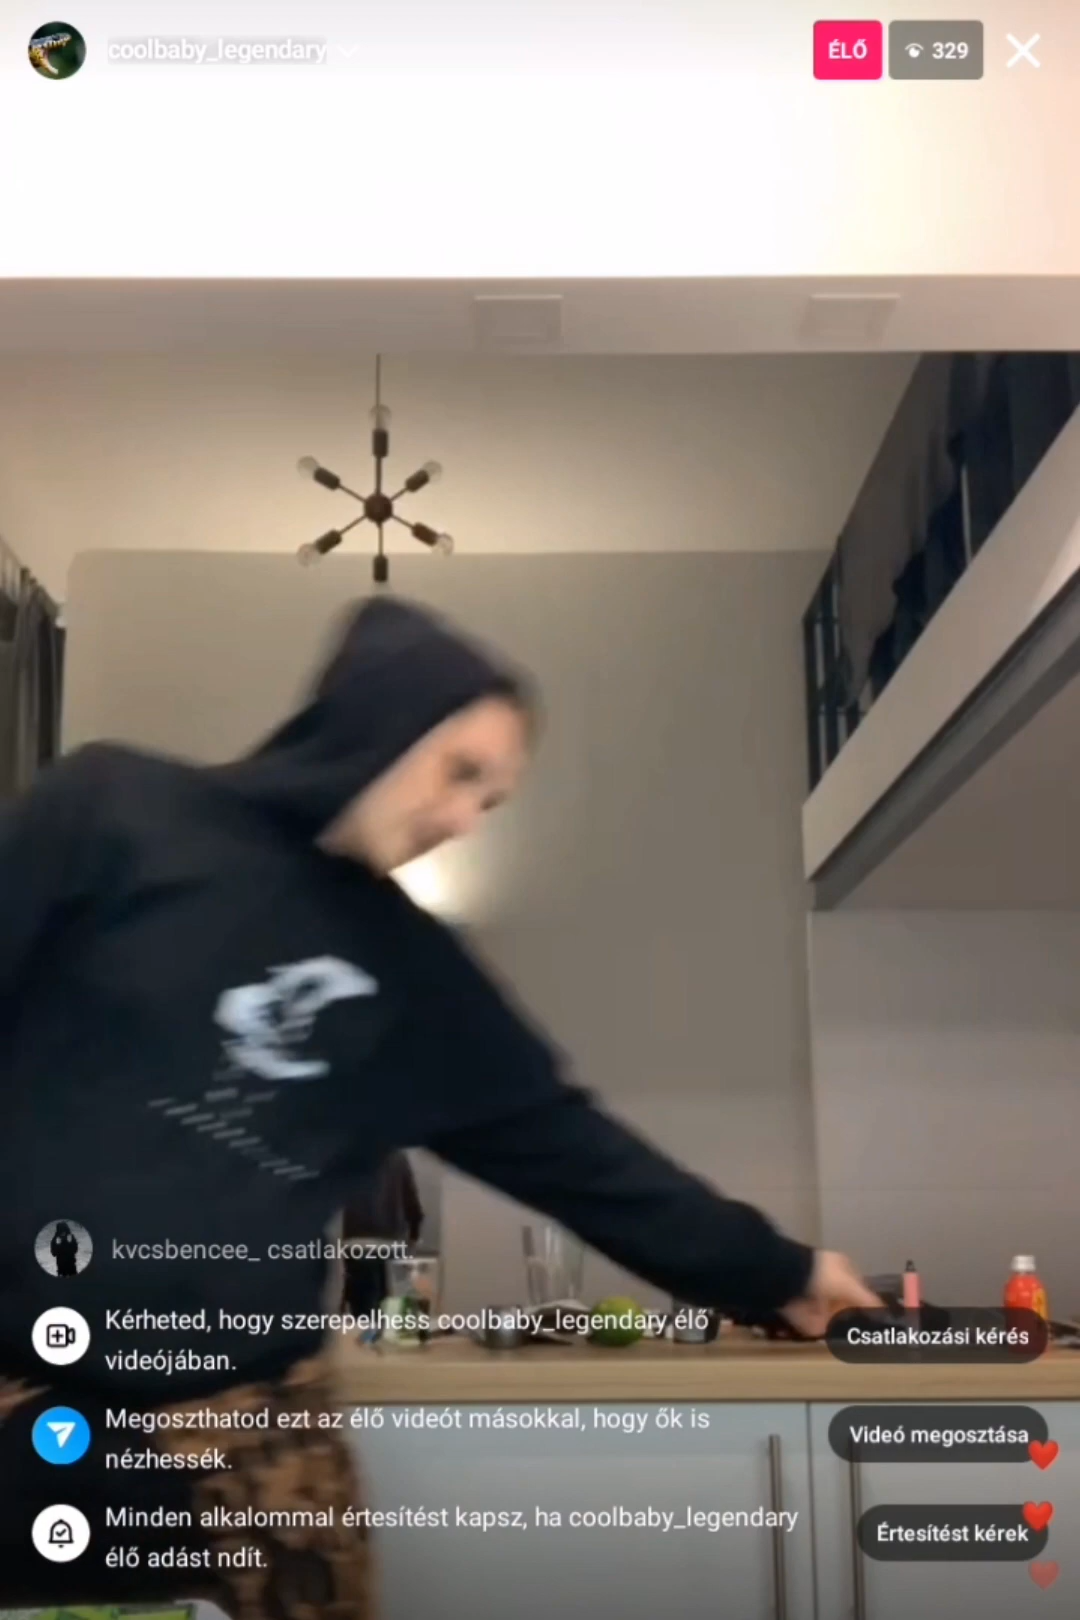 coolbaby_legendary
ÉLŐ
329
kvcsbencee_ csatlakozott.
Kérheted, hogy szerepelhess coolbaby_legendary élő
videójában.
Csatlakozási kérés
Megoszthatod ezt az élő videót másokkal, hogy ők is
nézhessék.
Videó megosztása
Minden alkalommal értesítést kapsz, ha coolbaby_legendary
élő adást ndít.
Értesítést kérek